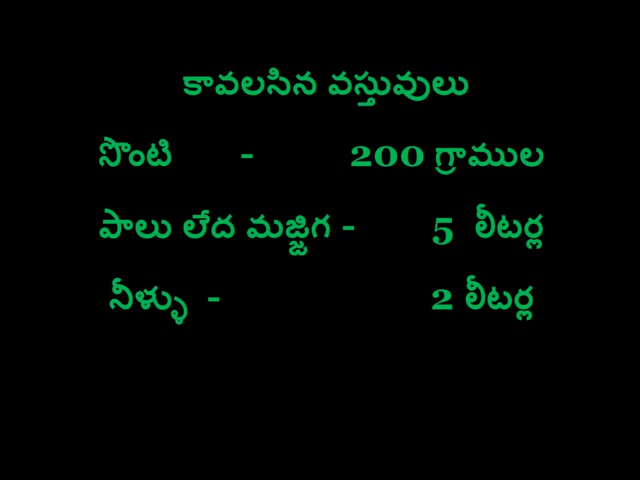 కావలసిన వస్తువులు
సొంటి - 200 గ్రాముల
పాలు లేద మజ్జిగ - 5 లీటర్ల
నీళ్ళు - 2 లీటర్ల